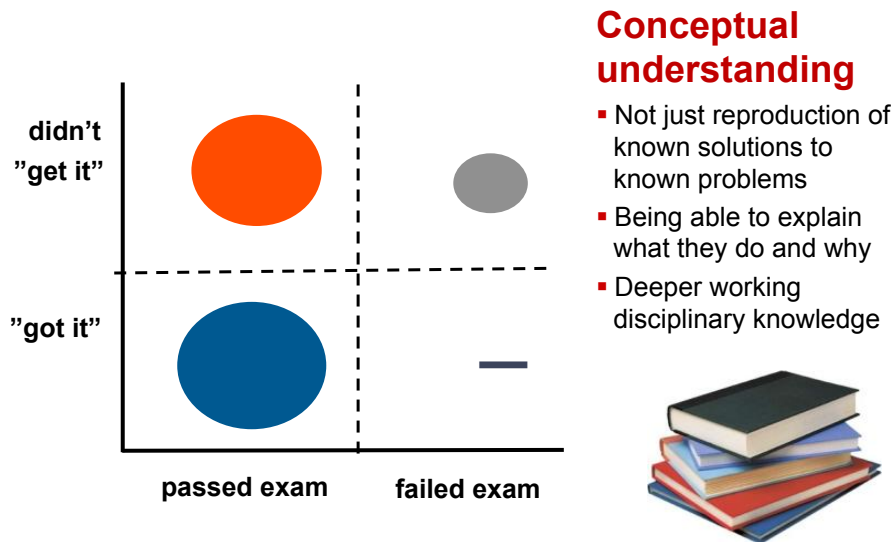 Conceptual
understanding
▪ Not just reproduction of
known solutions to
known problems
▪ Being able to explain
what they do and why
▪ Deeper working
disciplinary knowledge
didn’t
”get it”
”got it”
passed exam
failed exam